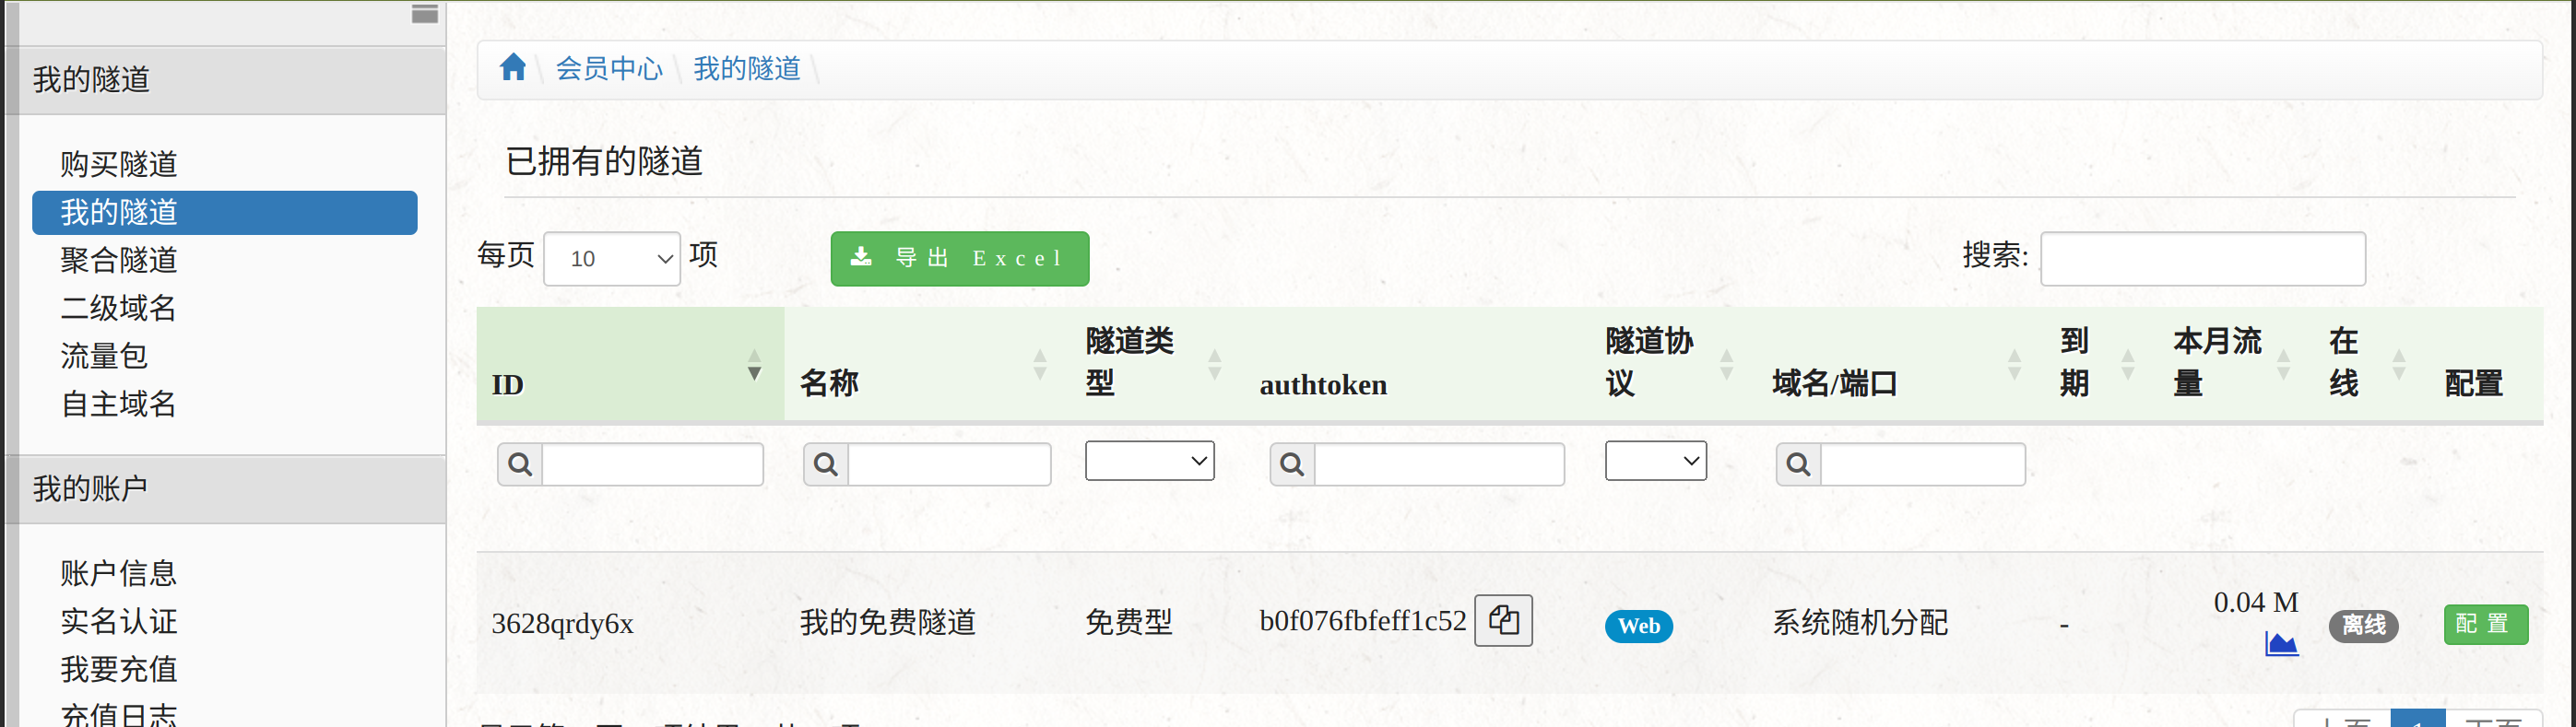 我的隧道
购买隧道
我的隧道
聚合隧道
二级域名
流量包
自主域名
我的账户
账户信息
实名认证
我要充值
充值日志
会员中心 \ 我的隧道 \
已拥有的隧道
每页 10 项
导出 Excel
搜索:
ID 名称 隧道类型 authtoken 隧道协议 域名/端口 到期 本月流量 在线 配置
3628qrdy6x 我的免费隧道 免费型 b0f076fbfeff1c52 Web 系统随机分配 - 0.04 M 离线 配置
上页 1 下页